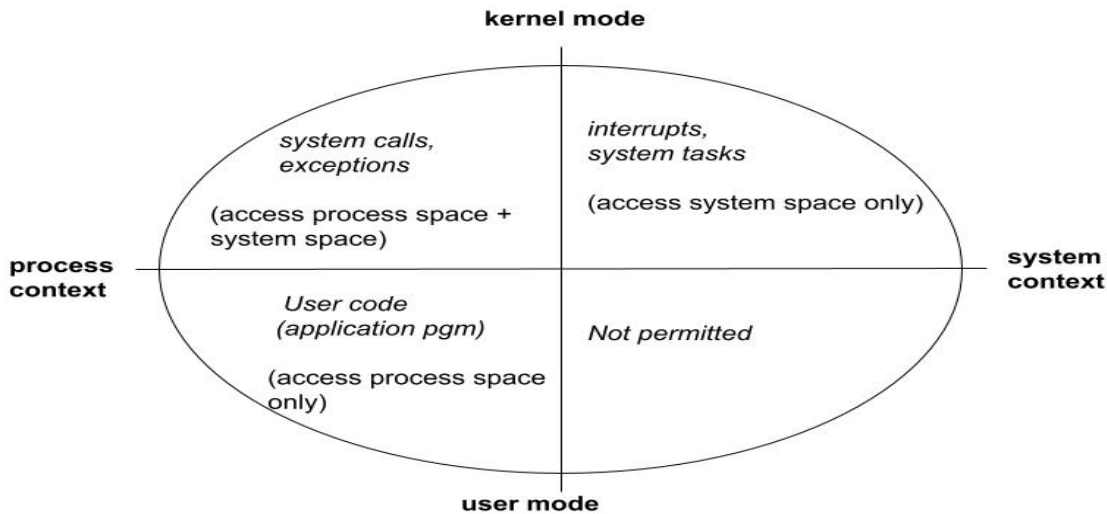 kernel mode
system calls,
exceptions
(access process space +
system space)
interrupts,
system tasks
(access system space only)
process
context
system
context
User code
(application pgm)
(access process space
only)
Not permitted
user mode